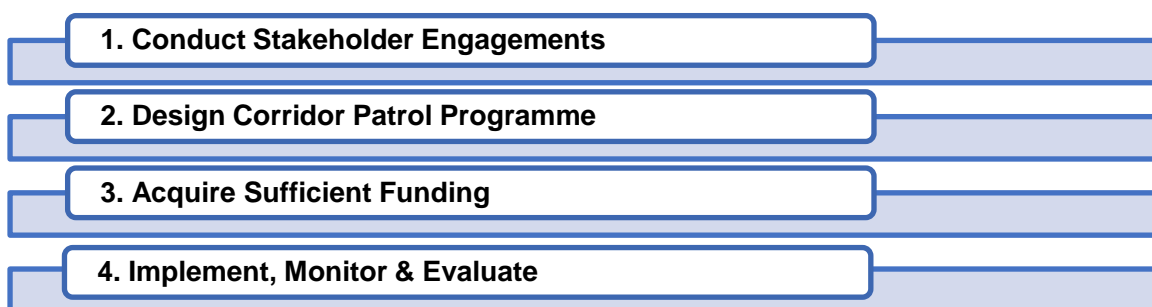 1. Conduct Stakeholder Engagements
2. Design Corridor Patrol Programme
3. Acquire Sufficient Funding
4. Implement, Monitor & Evaluate